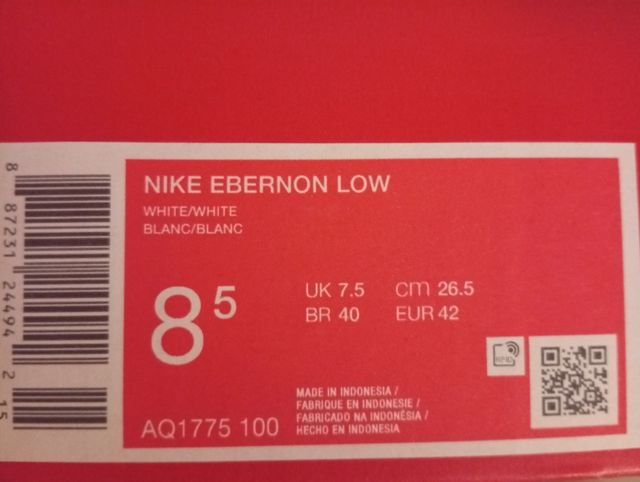 NIKE EBERNON LOW
WHITE/WHITE
BLANC/BLANC
8 5
UK 7.5 cm 26.5
BR 40 EUR 42
MADE IN INDONESIA /
FABRIQUE EN INDONESIE /
FABRICADO NA INDONÉSIA /
HECHO EN INDONESIA
AQ1775 100
8 87231 24494 2 15